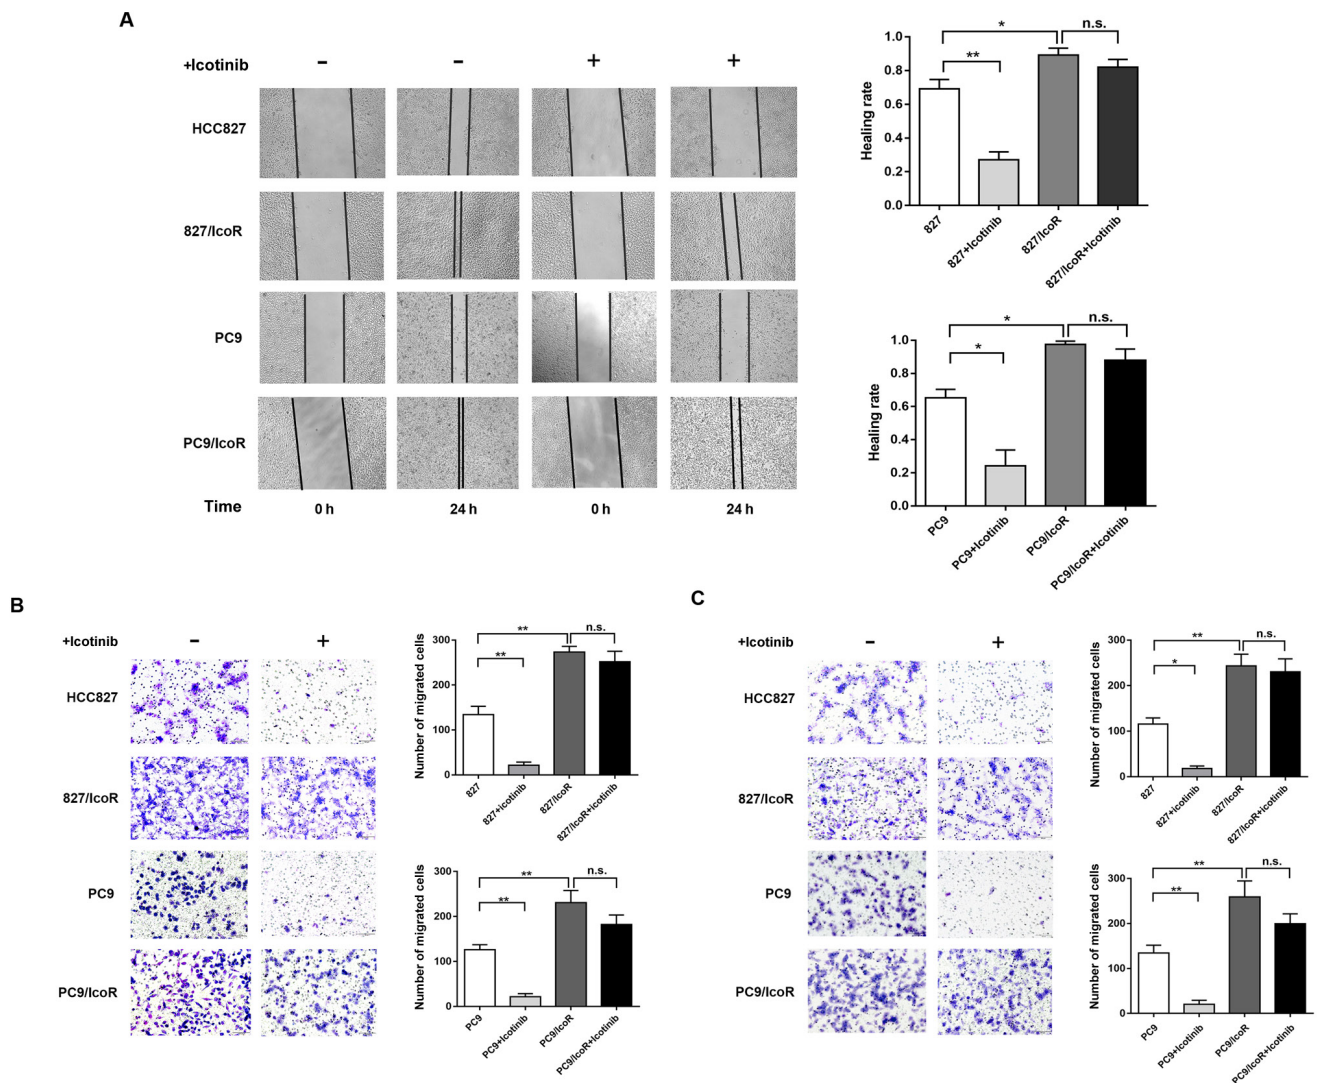 A
+Icotinib - - + +
HCC827
827/IcoR
PC9
PC9/IcoR
Time 0 h 24 h 0 h 24 h
* n.s.
**
Healing rate
1.0
0.8
0.6
0.4
0.2
0.0
827 827+Icotinib 827/IcoR 827/IcoR+Icotinib
* n.s.
*
Healing rate
1.0
0.8
0.6
0.4
0.2
0.0
PC9 PC9+Icotinib PC9/IcoR PC9/IcoR+Icotinib
B
+Icotinib - +
HCC827
827/IcoR
PC9
PC9/IcoR
** n.s.
**
Number of migrated cells
300
200
100
0
827 827+icotinib 827/IcoR 827/IcoR+icotinib
** n.s.
**
Number of migrated cells
300
200
100
0
PC9 PC9+Icotinib PC9/IcoR PC9/IcoR+Icotinib
C
+Icotinib - +
HCC827
827/IcoR
PC9
PC9/IcoR
** n.s.
*
Number of migrated cells
300
200
100
0
827 827+icotinib 827/IcoR 827/IcoR+icotinib
** n.s.
**
Number of migrated cells
300
200
100
0
PC9 PC9+Icotinib PC9/IcoR PC9/IcoR+Icotinib